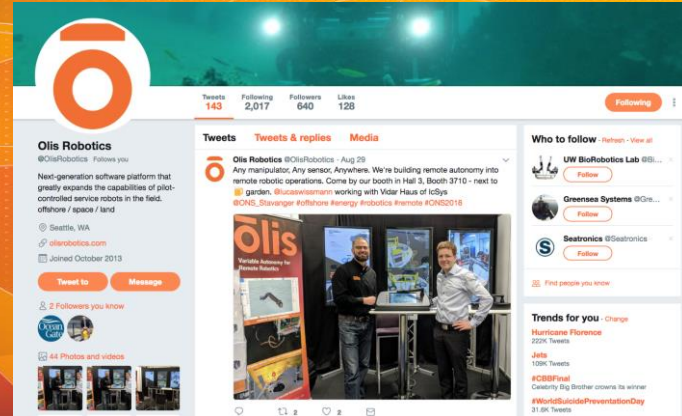 Tweets Following Followers Likes
143 2,017 640 128
Following
Olis Robotics
@OlisRobotics Follows you
Next-generation software platform that
greatly expands the capabilities of pilot-
controlled service robots in the field.
offshore / space / land
Seattle, WA
olisrobotics.com
Joined October 2013
Tweet to Message
2 Followers you know
Ocean
Gate
44 Photos and videos
Tweets Tweets & replies Media
Olis Robotics @OlisRobotics · Aug 29
Any manipulator, Any sensor, Anywhere. We're building remote autonomy into
remote robotic operations. Come by our booth in Hall 3, Booth 3710 - next to
garden. @lucaswissmann working with Vidar Haus of IcSys
@ONS_Stavanger #offshore #energy #robotics #remote #ONS2018
ōlis
Variable Autonomy for
Remote Robotics
2 2
Who to follow · Refresh · View all
UW BioRobotics Lab @Bi...
Follow
Greensea Systems @Gre...
Follow
S
Seatronics @Seatronics
Follow
Find people you know
Trends for you · Change
Hurricane Florence
222K Tweets
Jets
109K Tweets
#CBBFinal
Celebrity Big Brother crowns its winner
#WorldSuicidePreventionDay
31.6K Tweets